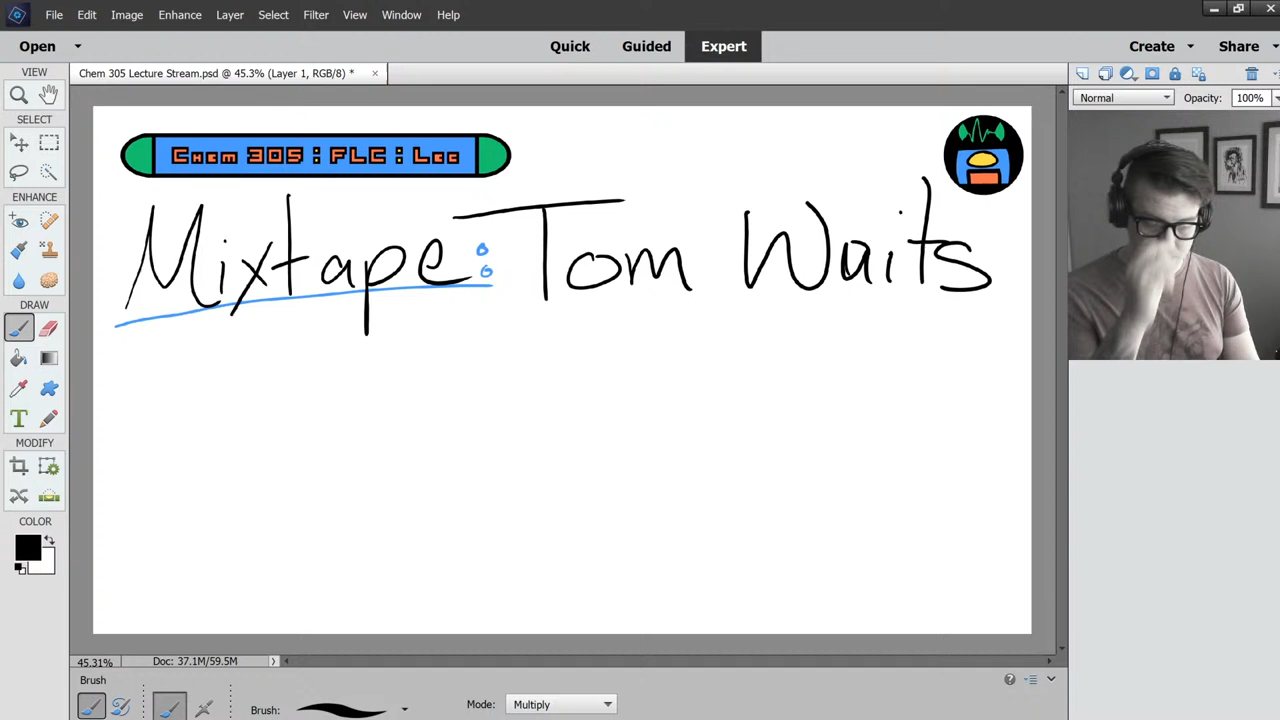 File Edit Image Enhance Layer Select Filter View Window Help
Open Quick Guided Expert Create Share
VIEW
Chem 305 Lecture Stream.psd @ 45.3% (Layer 1, RGB/8) *
Normal Opacity: 100%
SELECT
Chem 305 : FLC : Lec
ENHANCE
Mixtape: Tom Waits
DRAW
MODIFY
COLOR
45.31% Doc: 37.1M/59.5M
Brush
Brush: Mode: Multiply